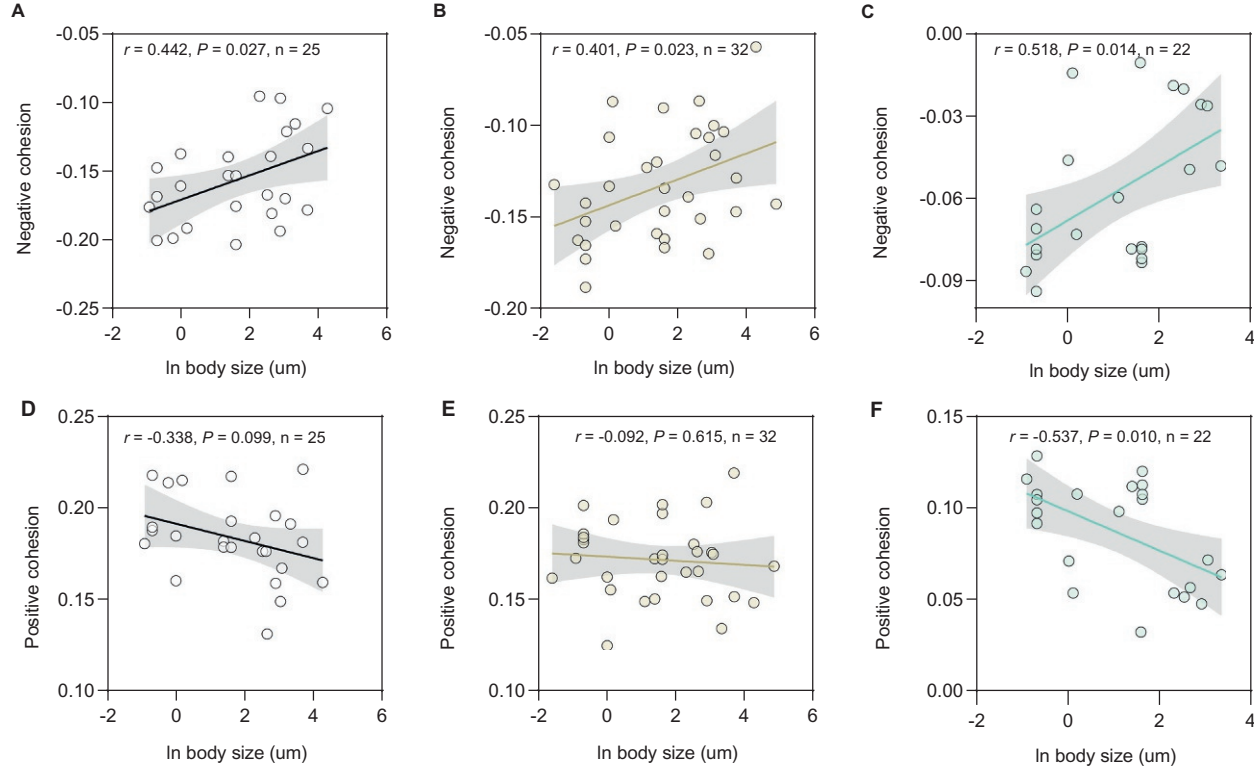 A
r = 0.442, P = 0.027, n = 25
-0.05
-0.10
-0.15
-0.20
-0.25
Negative cohesion
-2 0 2 4 6
ln body size (um)
B
r = 0.401, P = 0.023, n = 32
-0.05
-0.10
-0.15
-0.20
Negative cohesion
-2 0 2 4 6
ln body size (um)
C
r = 0.518, P = 0.014, n = 22
0.00
-0.03
-0.06
-0.09
Negative cohesion
-2 0 2 4
ln body size (um)
D
r = -0.338, P = 0.099, n = 25
0.25
0.20
0.15
0.10
Positive cohesion
-2 0 2 4 6
ln body size (um)
E
r = -0.092, P = 0.615, n = 32
0.25
0.20
0.15
0.10
Positive cohesion
-2 0 2 4 6
ln body size (um)
F
r = -0.537, P = 0.010, n = 22
0.15
0.10
0.05
0.00
Positive cohesion
-2 0 2 4
ln body size (um)